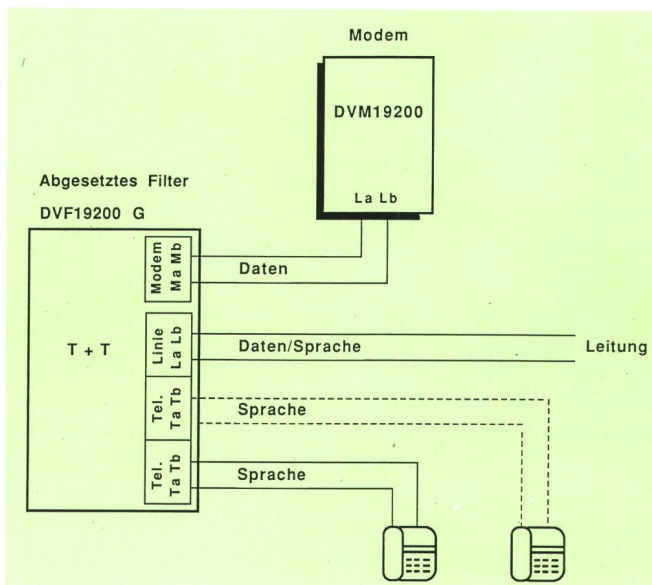 Modem
DVM19200
La Lb
Abgesetztes Filter
DVF19200 G
T + T
Modem
Ma Mb
Daten
Linie
La Lb
Daten/Sprache
Leitung
Tel.
Ta Tb
Sprache
Tel.
Ta Tb
Sprache